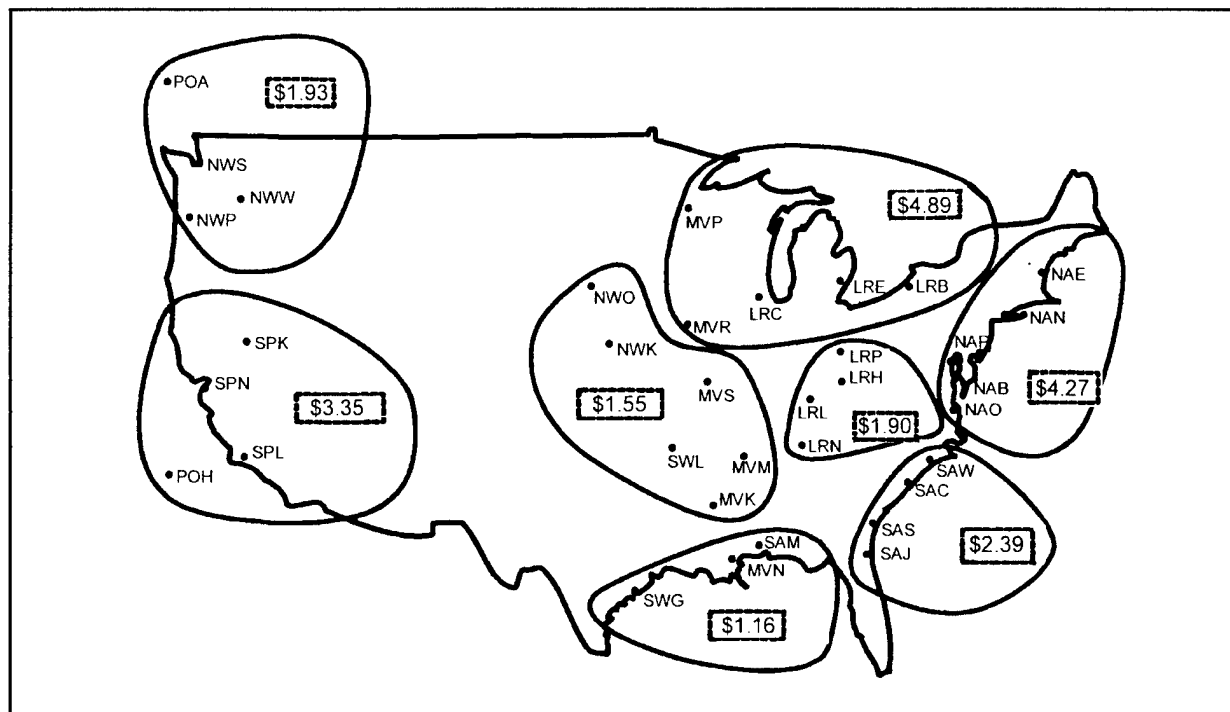 POA
$1.93
NWS
NWW
NWP
MVP
$4.89
LRE
LRB
LRC
MVR
NAE
NAN
NWO
NWK
MVS
SWL
MVM
MVK
$1.55
LRP
LRH
LRL
LRN
$1.90
NAB
NAO
$4.27
SPK
SPN
$3.35
SPL
POH
SAW
SAC
SAS
SAJ
$2.39
SAM
MVN
SWG
$1.16